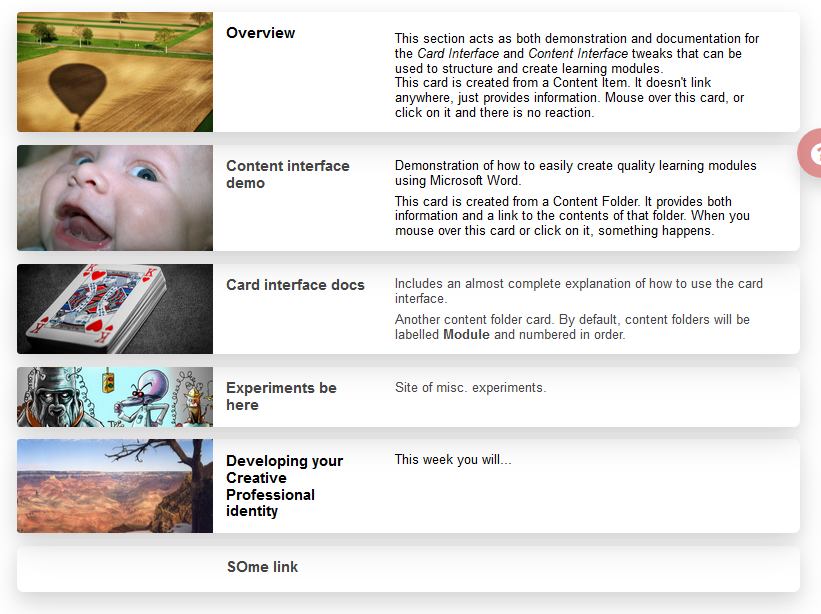 Overview
This section acts as both demonstration and documentation for
the Card Interface and Content Interface tweaks that can be
used to structure and create learning modules.
This card is created from a Content Item. It doesn't link
anywhere, just provides information. Mouse over this card, or
click on it and there is no reaction.
Content interface
demo
Demonstration of how to easily create quality learning modules
using Microsoft Word.
This card is created from a Content Folder. It provides both
information and a link to the contents of that folder. When you
mouse over this card or click on it, something happens.
Card interface docs
Includes an almost complete explanation of how to use the card
interface.
Another content folder card. By default, content folders will be
labelled Module and numbered in order.
Experiments be
here
Site of misc. experiments.
Developing your
Creative
Professional
identity
This week you will...
SOme link